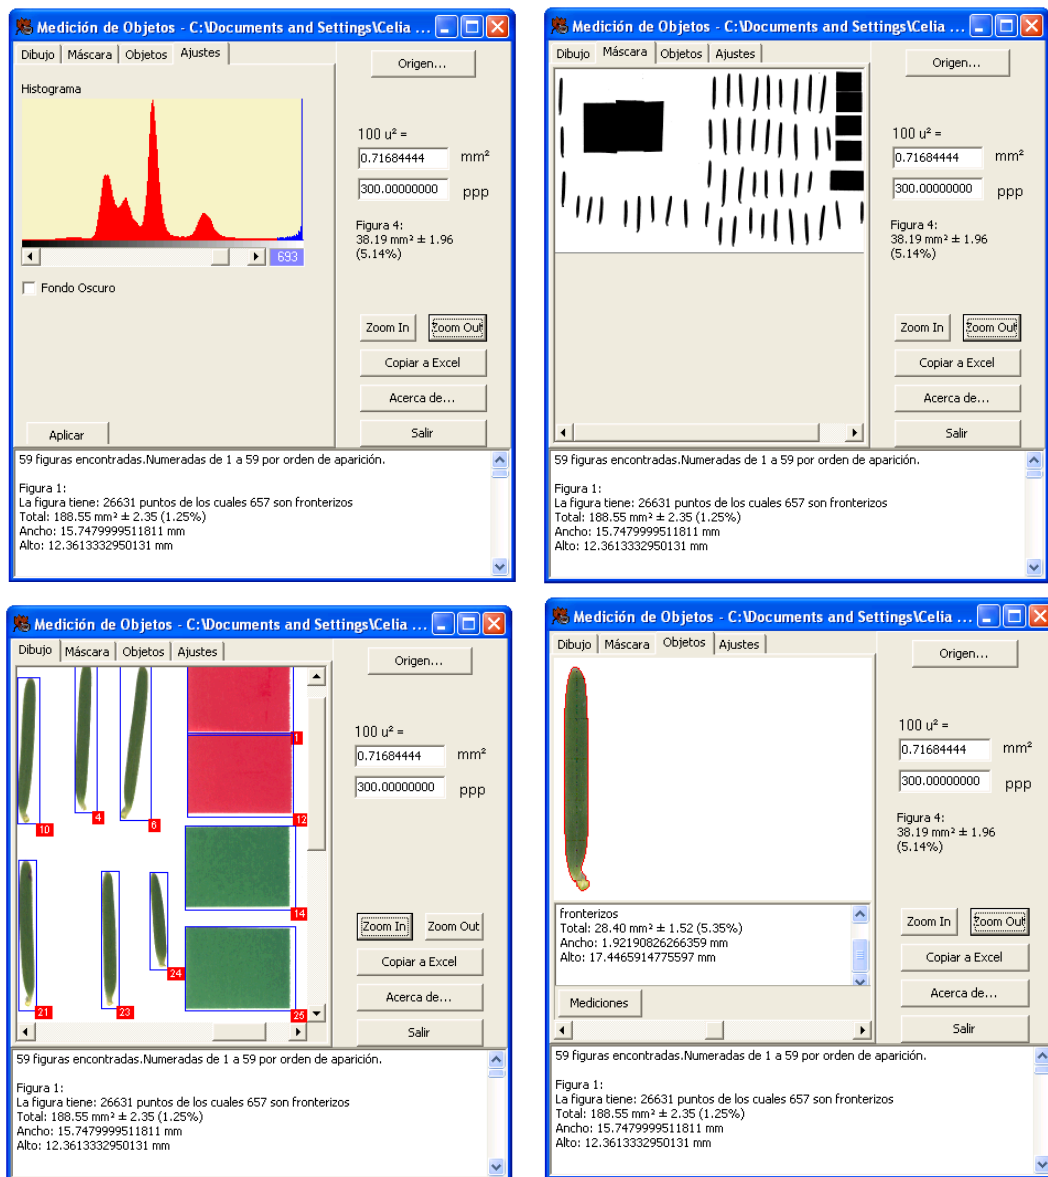 Medición de Objetos - C:\Documents and Settings\Celia ...
Dibujo Máscara Objetos Ajustes
Origen...
Histograma
100 u² =
0.71684444 mm²
300.00000000 ppp
Figura 4:
38.19 mm² ± 1.96
(5.14%)
693
Fondo Oscuro
Zoom In Zoom Out
Copiar a Excel
Acerca de...
Aplicar
Salir
59 figuras encontradas.Numeradas de 1 a 59 por orden de aparición.
Figura 1:
La figura tiene: 26631 puntos de los cuales 657 son fronterizos
Total: 188.55 mm² ± 2.35 (1.25%)
Ancho: 15.7479999511811 mm
Alto: 12.3613332950131 mm
Medición de Objetos - C:\Documents and Settings\Celia ...
Dibujo Máscara Objetos Ajustes
Origen...
100 u² =
0.71684444 mm²
300.00000000 ppp
Figura 4:
38.19 mm² ± 1.96
(5.14%)
Zoom In Zoom Out
Copiar a Excel
Acerca de...
Salir
59 figuras encontradas.Numeradas de 1 a 59 por orden de aparición.
Figura 1:
La figura tiene: 26631 puntos de los cuales 657 son fronterizos
Total: 188.55 mm² ± 2.35 (1.25%)
Ancho: 15.7479999511811 mm
Alto: 12.3613332950131 mm
Medición de Objetos - C:\Documents and Settings\Celia ...
Dibujo Máscara Objetos Ajustes
Origen...
100 u² =
0.71684444 mm²
300.00000000 ppp
1
4
6
10
12
14
24
21
23
25
Zoom In Zoom Out
Copiar a Excel
Acerca de...
Salir
59 figuras encontradas.Numeradas de 1 a 59 por orden de aparición.
Figura 1:
La figura tiene: 26631 puntos de los cuales 657 son fronterizos
Total: 188.55 mm² ± 2.35 (1.25%)
Ancho: 15.7479999511811 mm
Alto: 12.3613332950131 mm
Medición de Objetos - C:\Documents and Settings\Celia ...
Dibujo Máscara Objetos Ajustes
Origen...
100 u² =
0.71684444 mm²
300.00000000 ppp
Figura 4:
38.19 mm² ± 1.96
(5.14%)
fronterizos
Total: 28.40 mm² ± 1.52 (5.35%)
Ancho: 1.92190826266359 mm
Alto: 17.4465914775597 mm
Mediciones
Zoom In Zoom Out
Copiar a Excel
Acerca de...
Salir
59 figuras encontradas.Numeradas de 1 a 59 por orden de aparición.
Figura 1:
La figura tiene: 26631 puntos de los cuales 657 son fronterizos
Total: 188.55 mm² ± 2.35 (1.25%)
Ancho: 15.7479999511811 mm
Alto: 12.3613332950131 mm